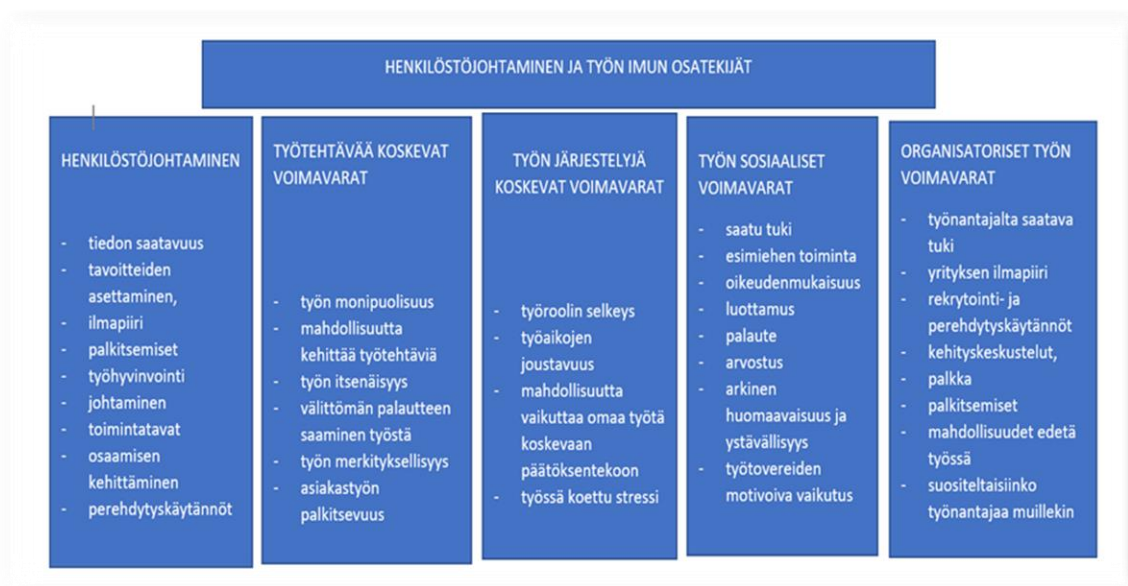 HENKILÖSTÖJOHTAMINEN JA TYÖN IMUN OSATEKIJÄT
HENKILÖSTÖJOHTAMINEN
- tiedon saatavuus
- tavoitteiden
asettaminen,
- ilmapiiri
- palkitsemiset
- työhyvinvointi
- johtaminen
- toimintatavat
- osaamisen
kehittäminen
- perehdytyskäytännöt
TYÖTEHTÄVÄÄ KOSKEVAT
VOIMAVARAT
- työn monipuolisuus
- mahdollisuutta
kehittää työtehtäviä
- työn itsenäisyys
- välittömän palautteen
saaminen työstä
- työn merkityksellisyys
- asiakastyön
palkitsevuus
TYÖN JÄRJESTELYJÄ
KOSKEVAT VOIMAVARAT
- työroolin selkeys
- työaikojen
joustavuus
- mahdollisuutta
vaikuttaa omaa työtä
koskevaan
päätöksentekoon
- työssä koettu stressi
TYÖN SOSIAALISET
VOIMAVARAT
- saatu tuki
- esimiehen toiminta
- oikeudenmukaisuus
- luottamus
- palaute
- arvostus
- arkinen
huomaavaisuus ja
ystävällisyys
- työtovereiden
motivoiva vaikutus
ORGANISATORISET TYÖN
VOIMAVARAT
- työnantajalta saatava
tuki
- yrityksen ilmapiiri
- rekrytointi- ja
perehdytyskäytännöt
- kehityskeskustelut,
- palkka
- palkitsemiset
- mahdollisuudet edetä
työssä
- suositeltaisiinko
työnantajaa muillekin